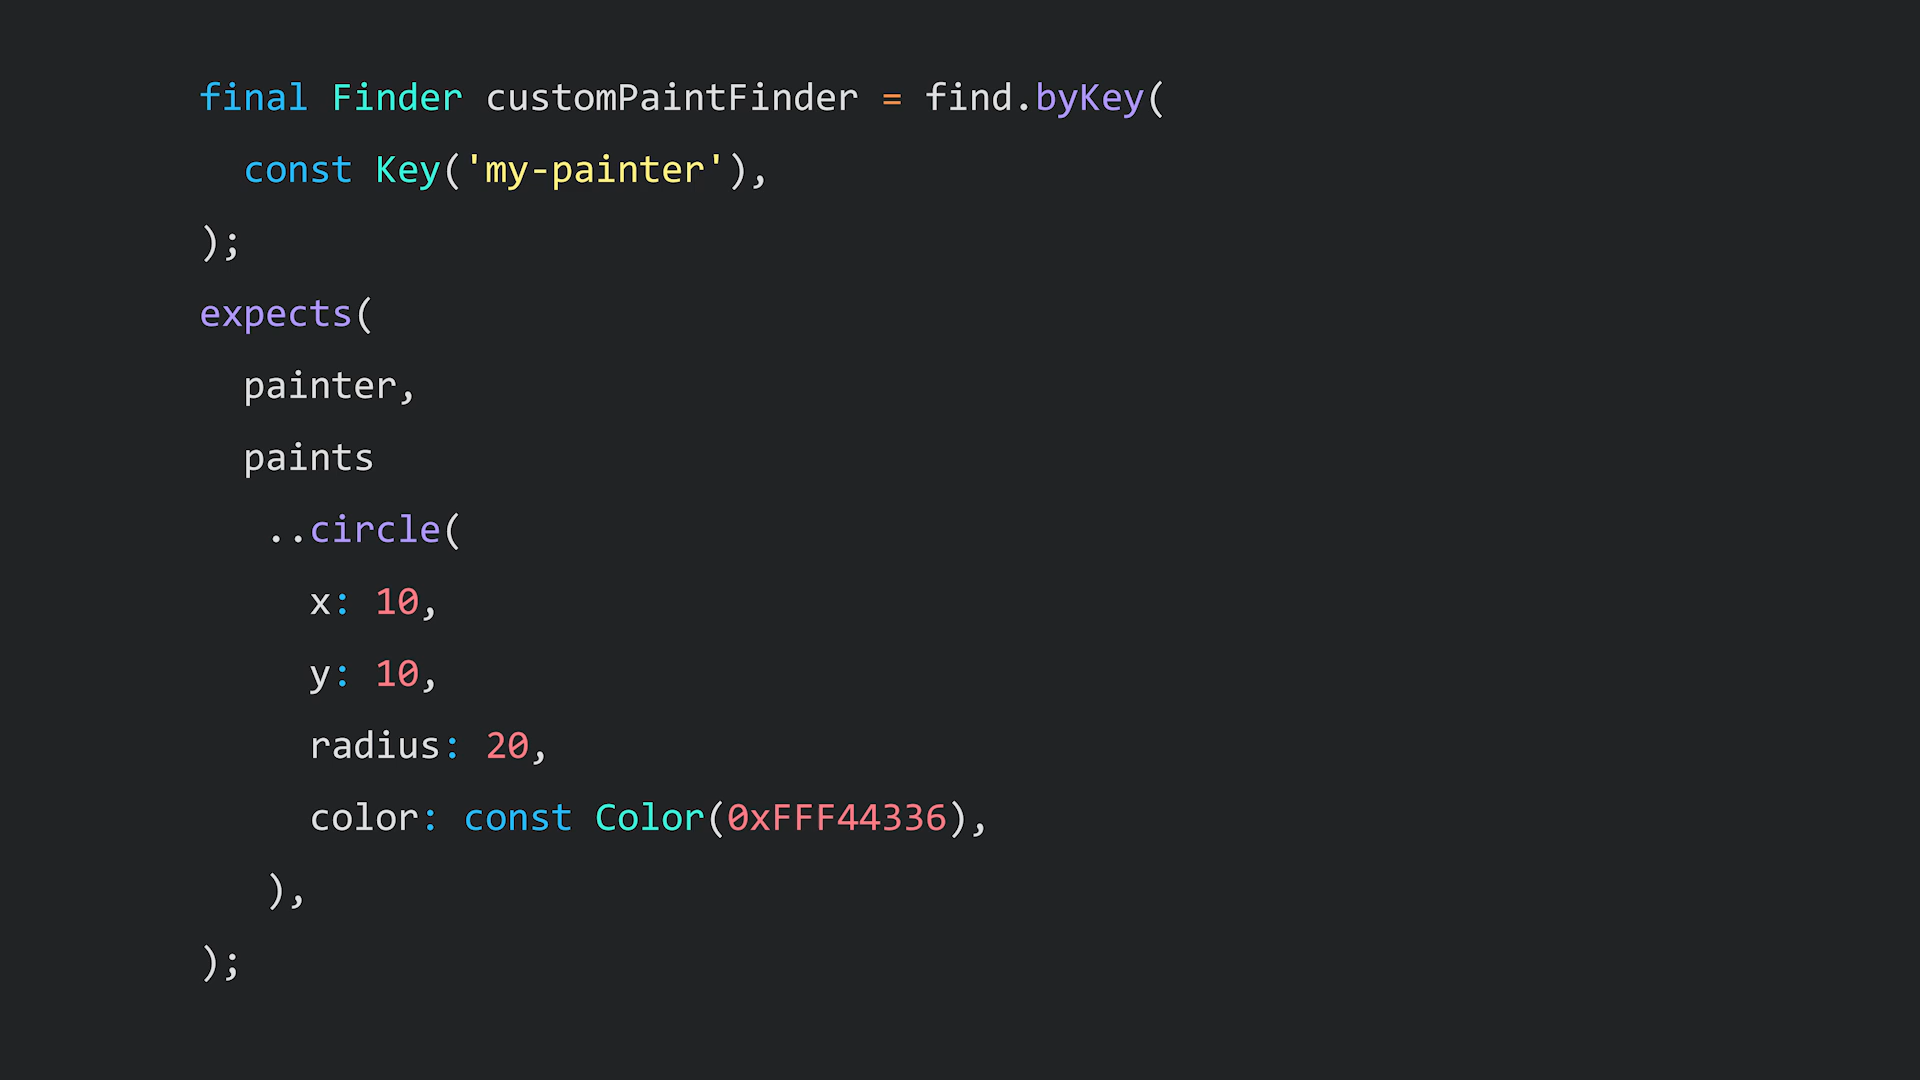 final Finder customPaintFinder = find.byKey(
  const Key('my-painter'),
);
expects(
  painter,
  paints
   ..circle(
     x: 10,
     y: 10,
     radius: 20,
     color: const Color(0xFFF44336),
   ),
);